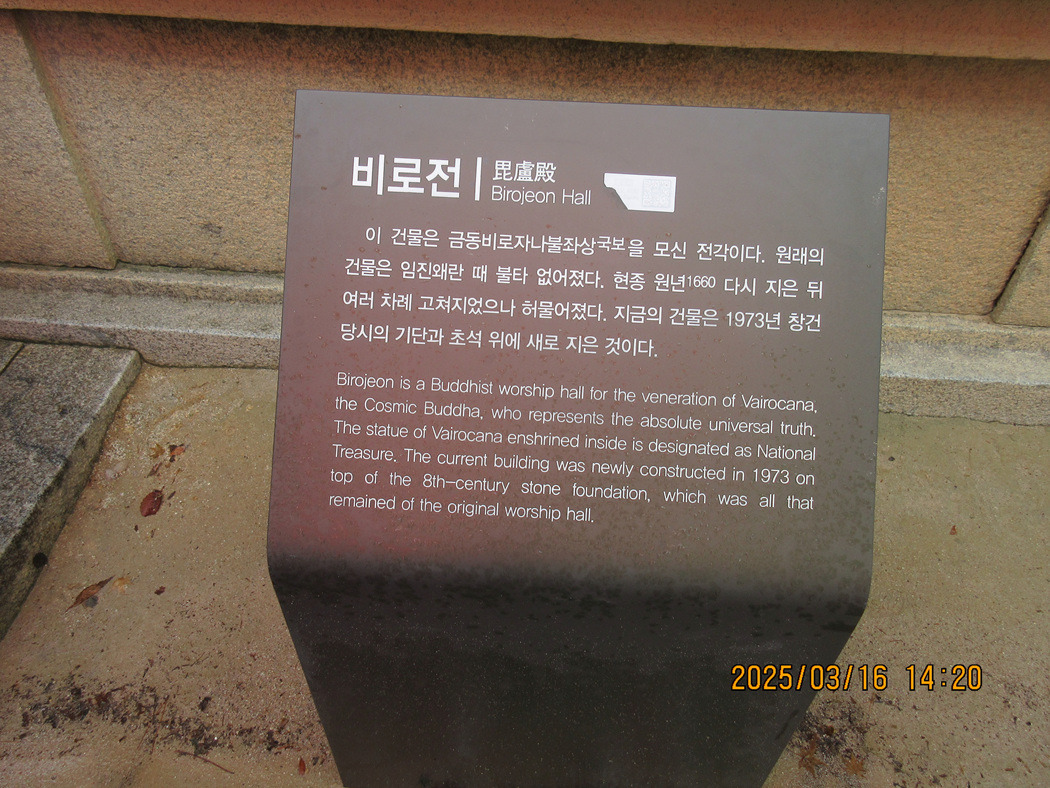 비로전 | 毘盧殿
Birojeon Hall
이 건물은 금동비로자나불좌상국보을 모신 전각이다. 원래의
건물은 임진왜란 때 불타 없어졌다. 현종 원년1660 다시 지은 뒤
여러 차례 고쳐지었으나 허물어졌다. 지금의 건물은 1973년 창건
당시의 기단과 초석 위에 새로 지은 것이다.
Birojeon is a Buddhist worship hall for the veneration of Vairocana,
the Cosmic Buddha, who represents the absolute universal truth.
The statue of Vairocana enshrined inside is designated as National
Treasure. The current building was newly constructed in 1973 on
top of the 8th-century stone foundation, which was all that
remained of the original worship hall.
2025/03/16 14:20